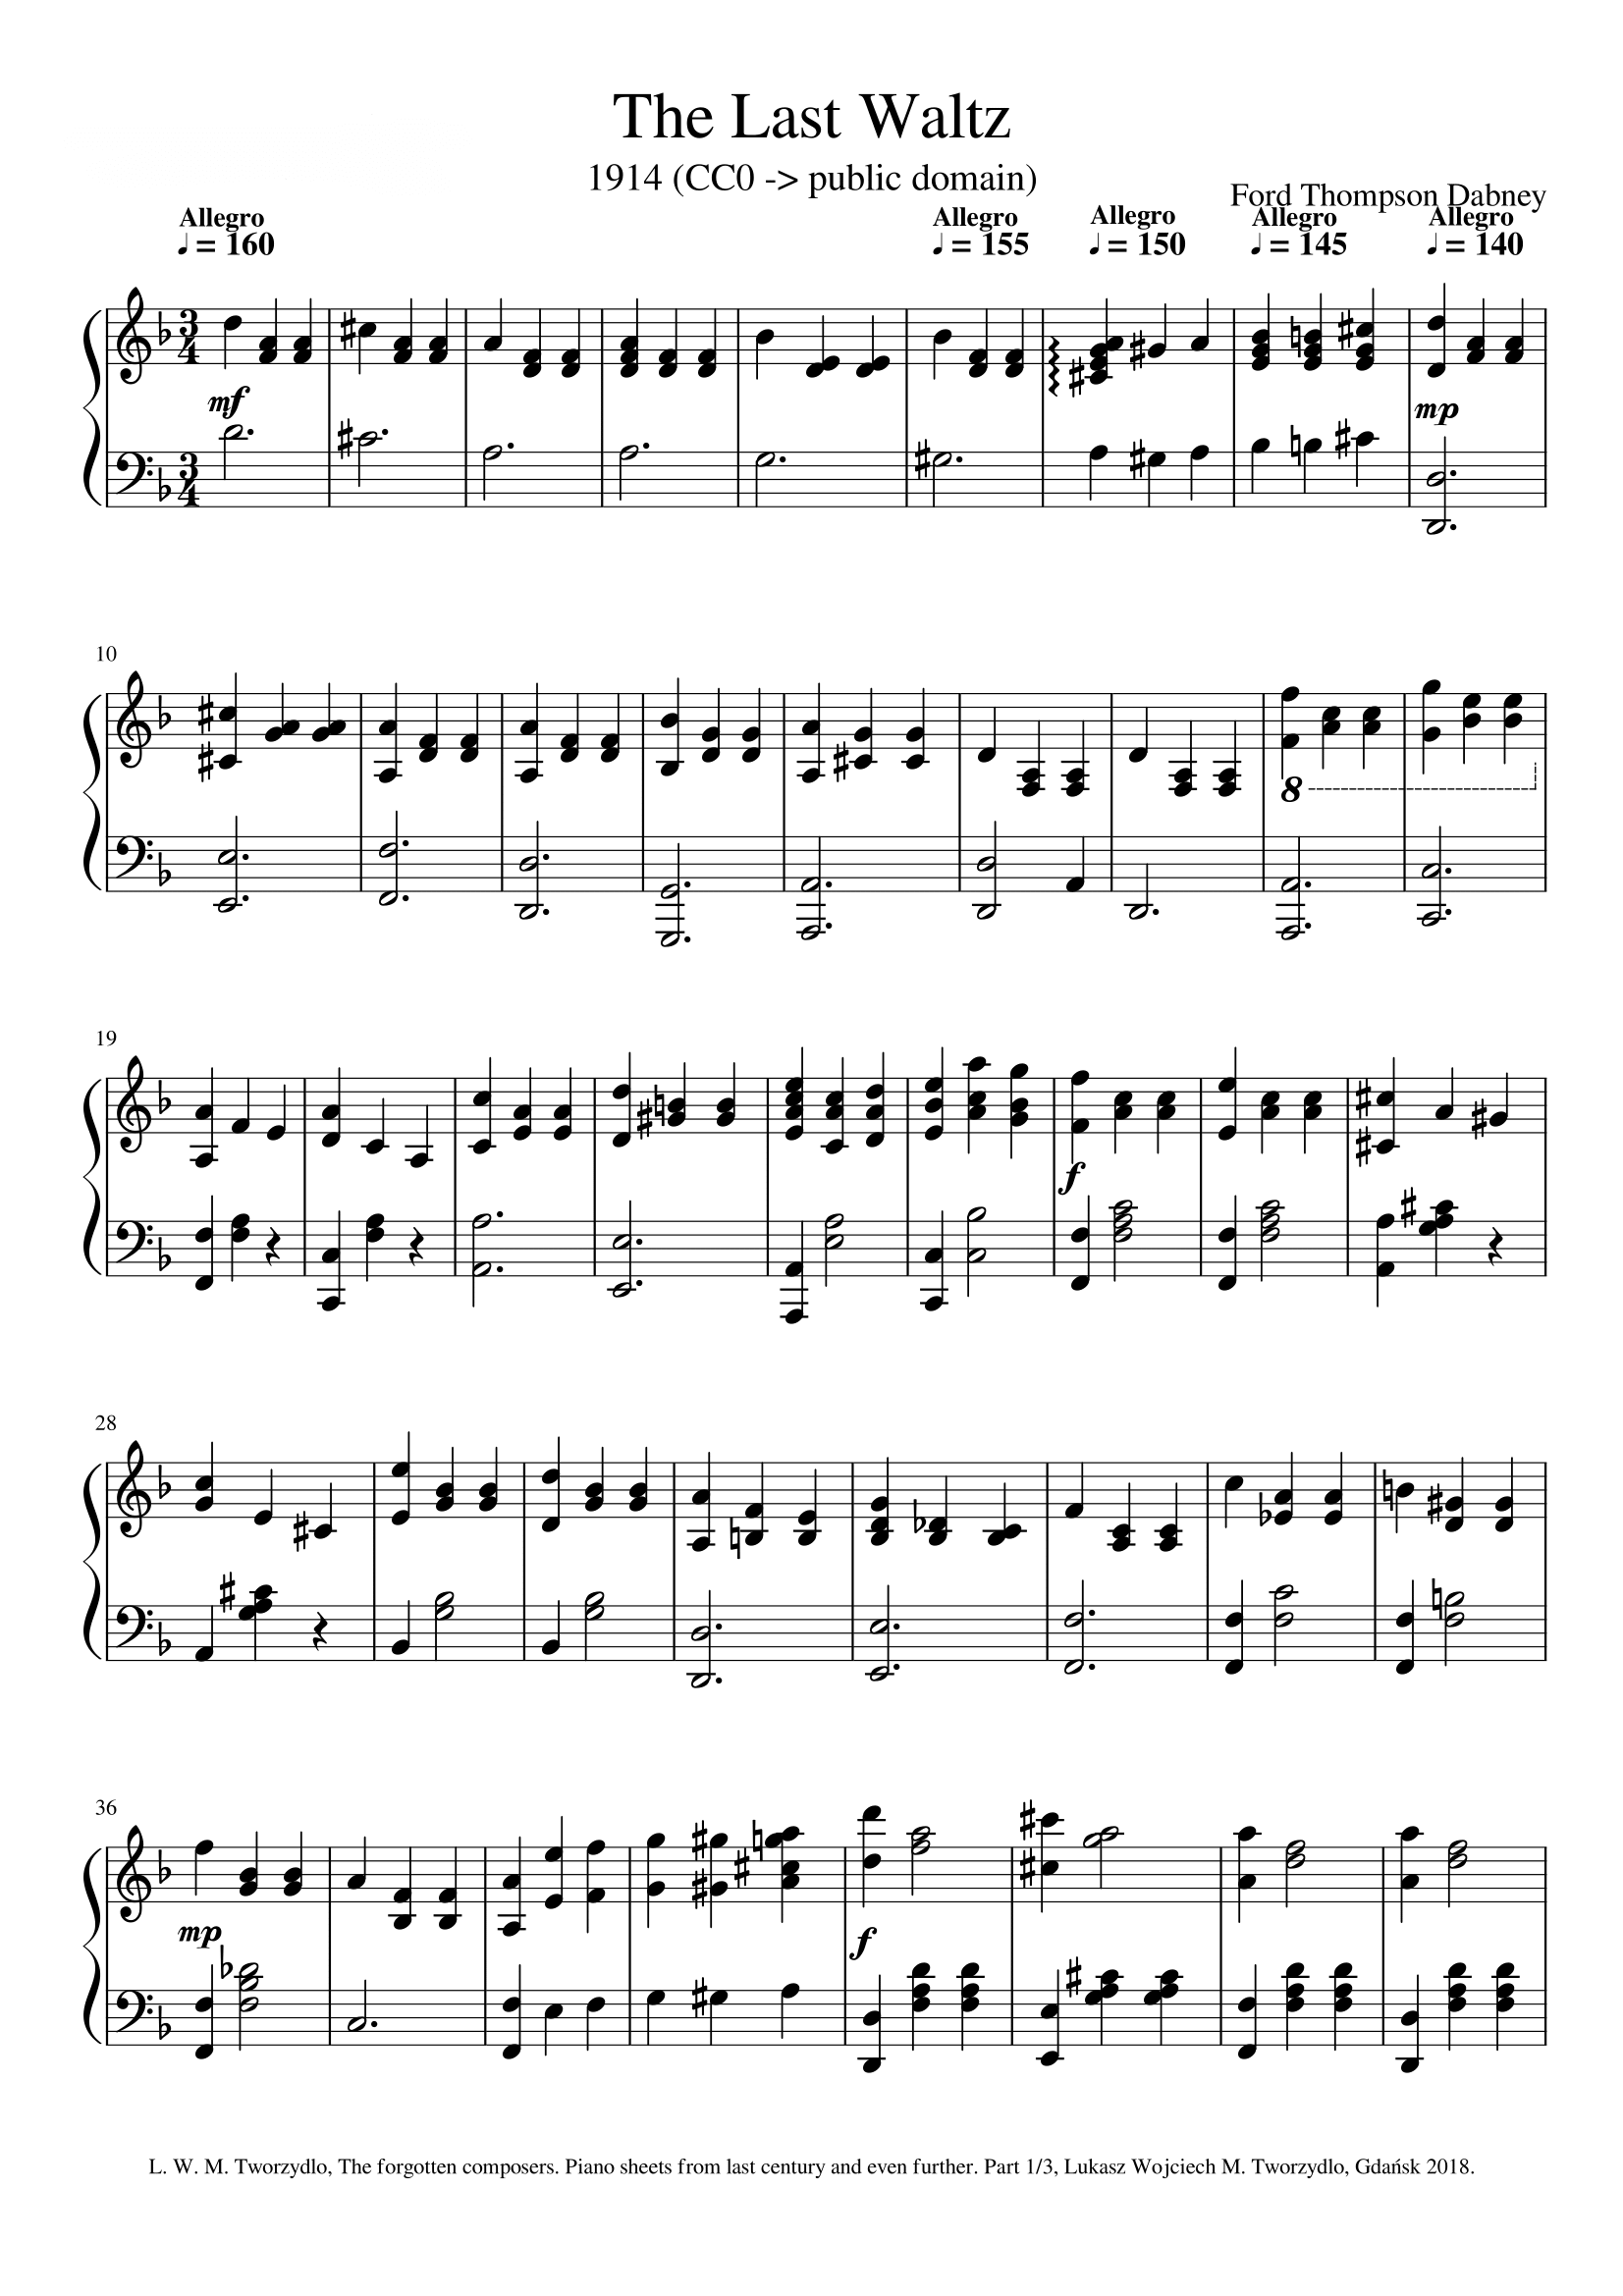 The Last Waltz
1914 (CC0 -> public domain)
Ford Thompson Dabney
Allegro
♩ = 160
Allegro
♩ = 155
Allegro
♩ = 150
Allegro
♩ = 145
Allegro
♩ = 140
3
4
mf
mp
3
4
10
8
19
f
28
36
mp
f
L. W. M. Tworzydlo, The forgotten composers. Piano sheets from last century and even further. Part 1/3, Lukasz Wojciech M. Tworzydlo, Gdańsk 2018.